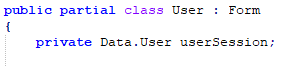 public partial class User : Form
{
private Data.User userSession;